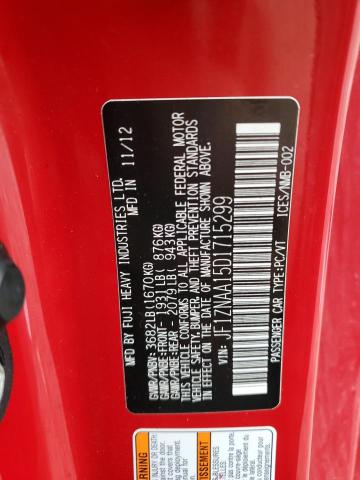 MFD BY FUJI HEAVY INDUSTRIES LTD.
MFD IN 11/12
GVWR/PNBV: 3682LB(1670KG)
GAWR/PNBE:FRONT- 1931LB( 876KG)
GAWR/PNBE:REAR - 2079LB( 943KG)
THIS VEHICLE CONFORMS TO ALL APPLICABLE FEDERAL MOTOR
VEHICLE SAFETY,BUMPER, AND THEFT PREVENTION STANDARDS
IN EFFECT ON THE DATE OF MANUFACTURE SHOWN ABOVE.
VIN: JF1ZNAA15D1715299
ICES/NMB-002
PASSENGER CAR TYPE:PC/VT
WARNING